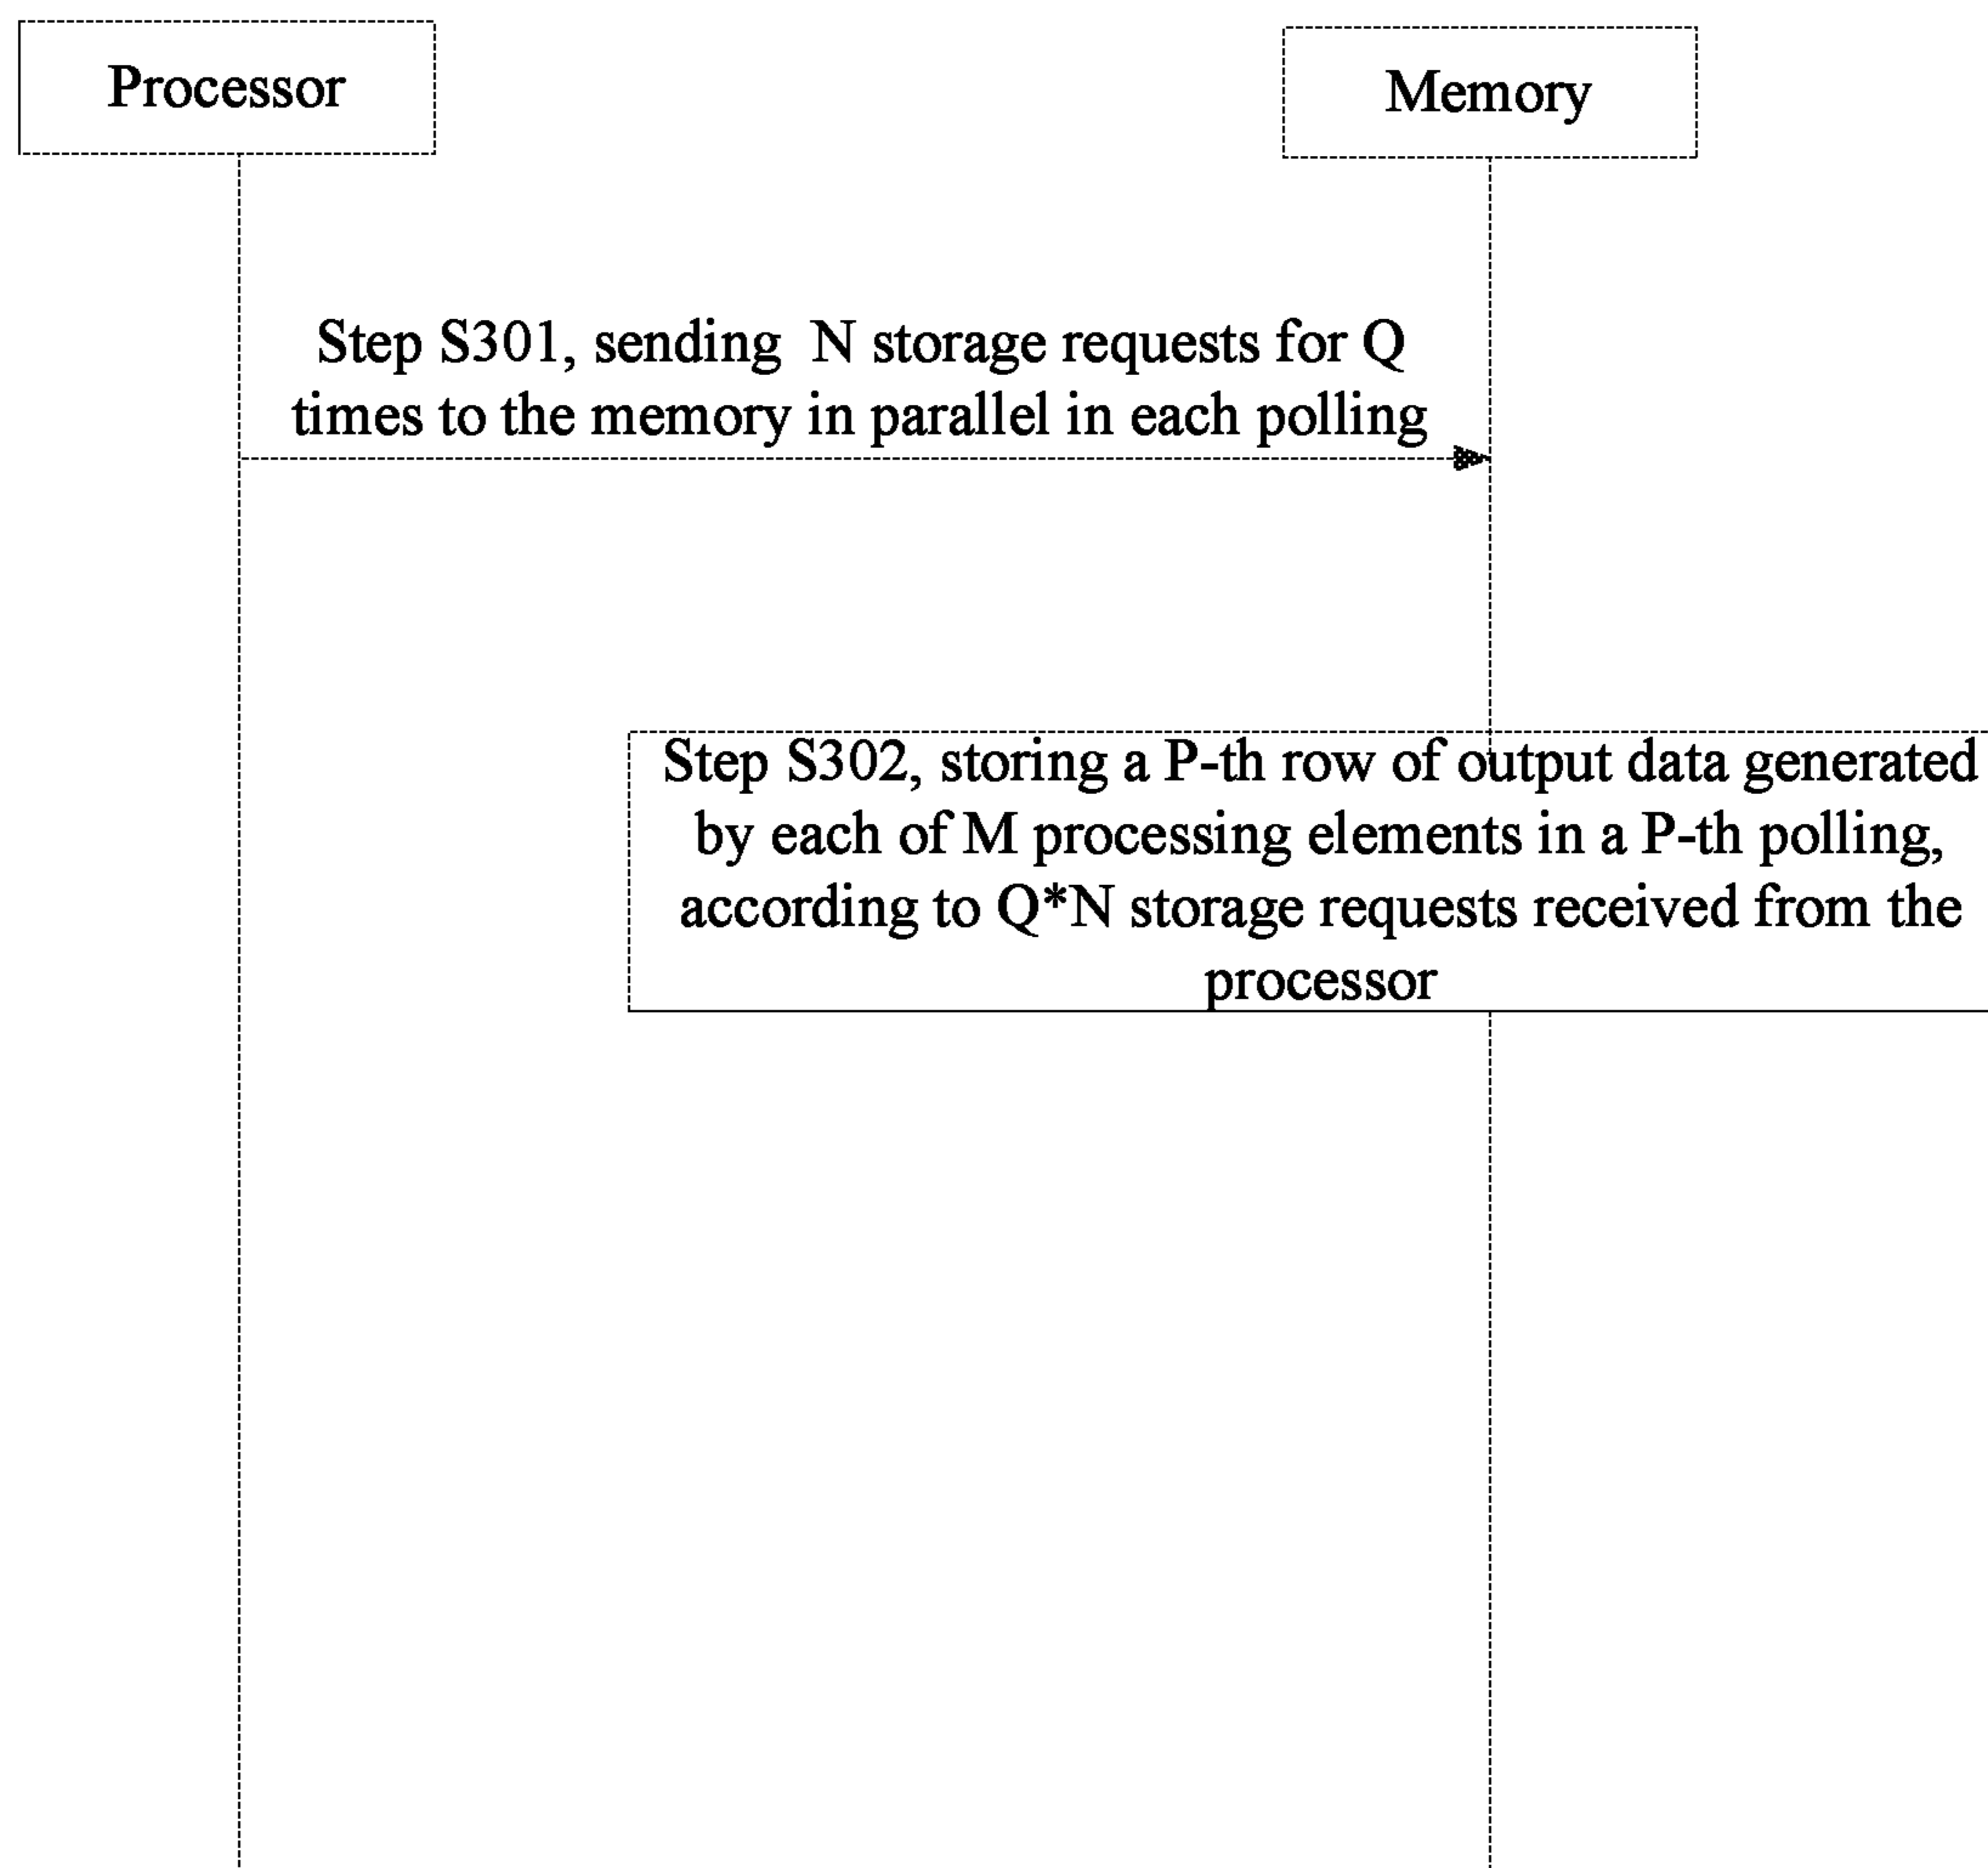 Processor
Memory
Step S301, sending N storage requests for Q
times to the memory in parallel in each polling
Step S302, storing a P-th row of output data generated
by each of M processing elements in a P-th polling,
according to Q*N storage requests received from the
processor